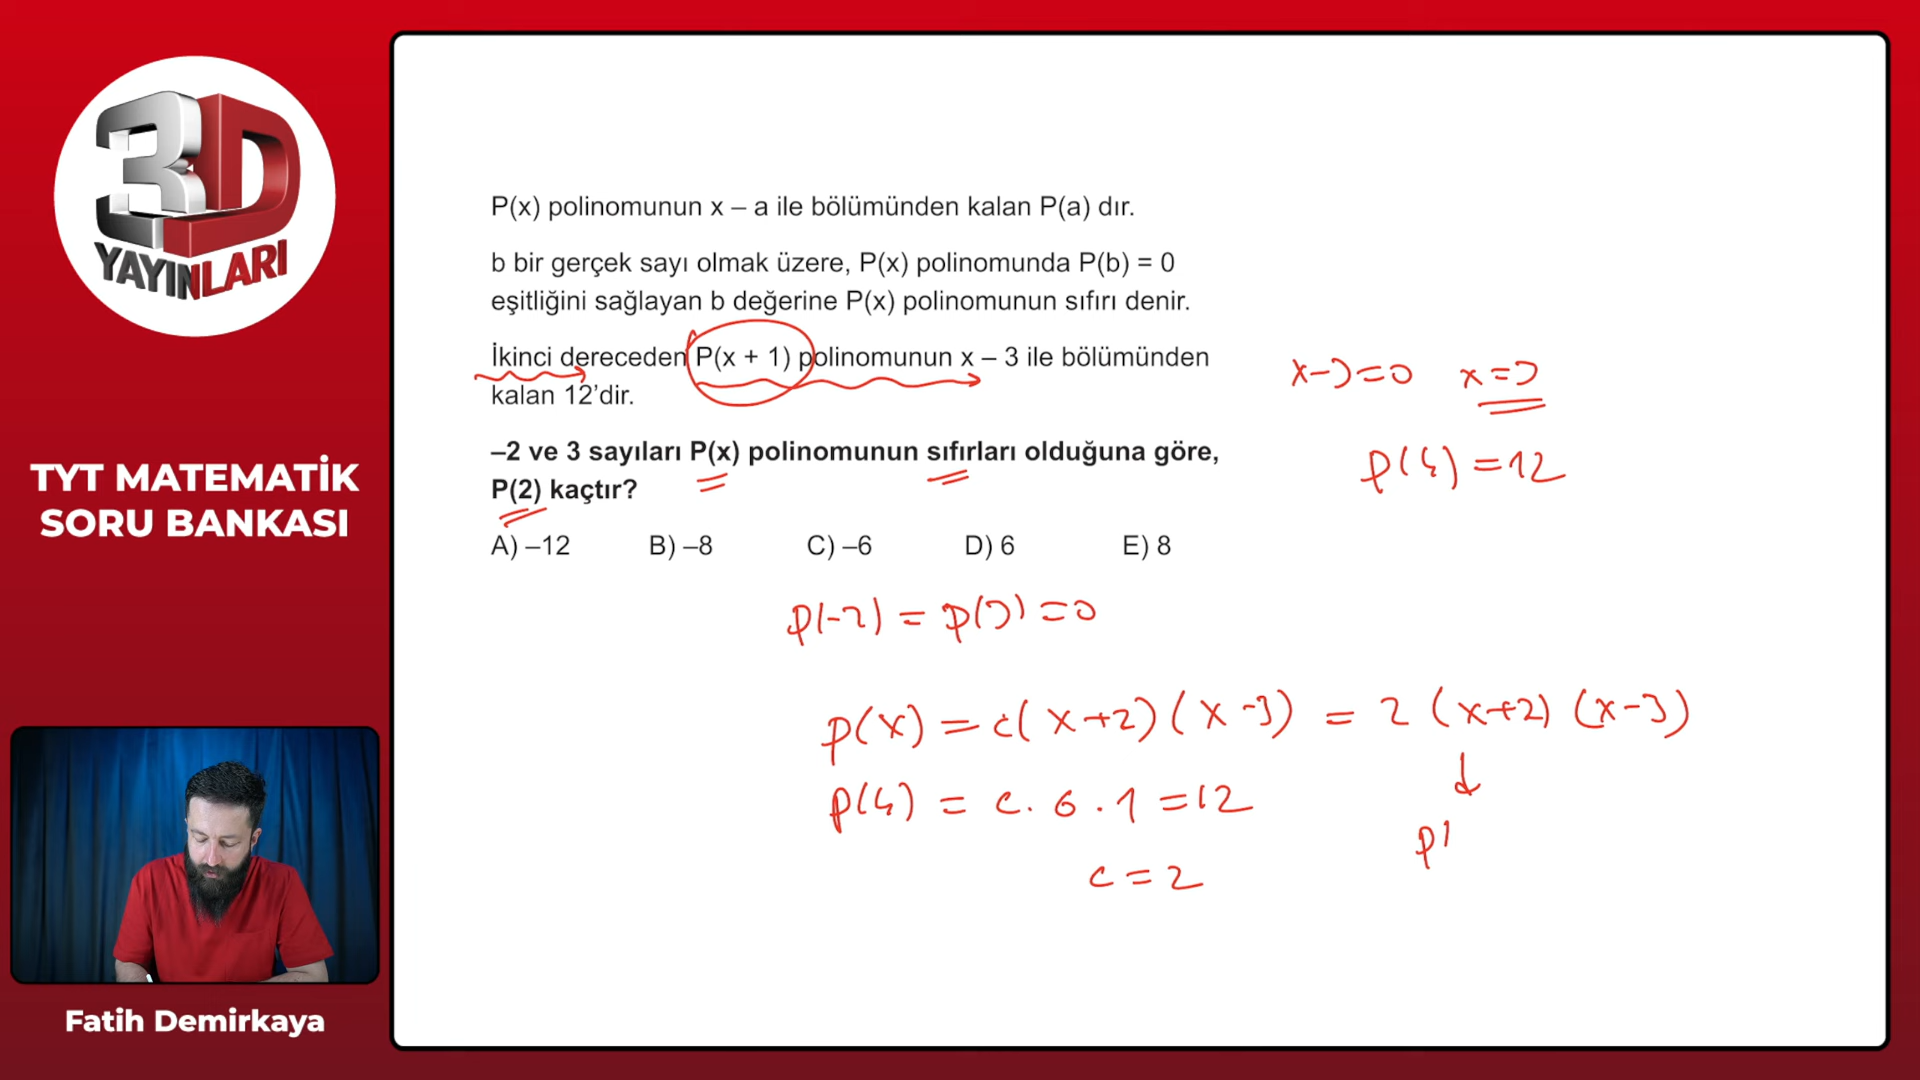 3D
YAYINLARI
TYT MATEMATİK
SORU BANKASI
Fatih Demirkaya
P(x) polinomunun x – a ile bölümünden kalan P(a) dır.
b bir gerçek sayı olmak üzere, P(x) polinomunda P(b) = 0
eşitliğini sağlayan b değerine P(x) polinomunun sıfırı denir.
İkinci dereceden P(x + 1) polinomunun x – 3 ile bölümünden
kalan 12’dir.
–2 ve 3 sayıları P(x) polinomunun sıfırları olduğuna göre,
P(2) kaçtır?
A) –12 B) –8 C) –6 D) 6 E) 8
x-3=0 x=3
P(4) =12
P(-2) = P(3) =0
P(x) = c(x+2)(x-3) = 2 (x+2) (x-3)
P(4) = c. 6 . 1 =12
↓
c = 2
P(